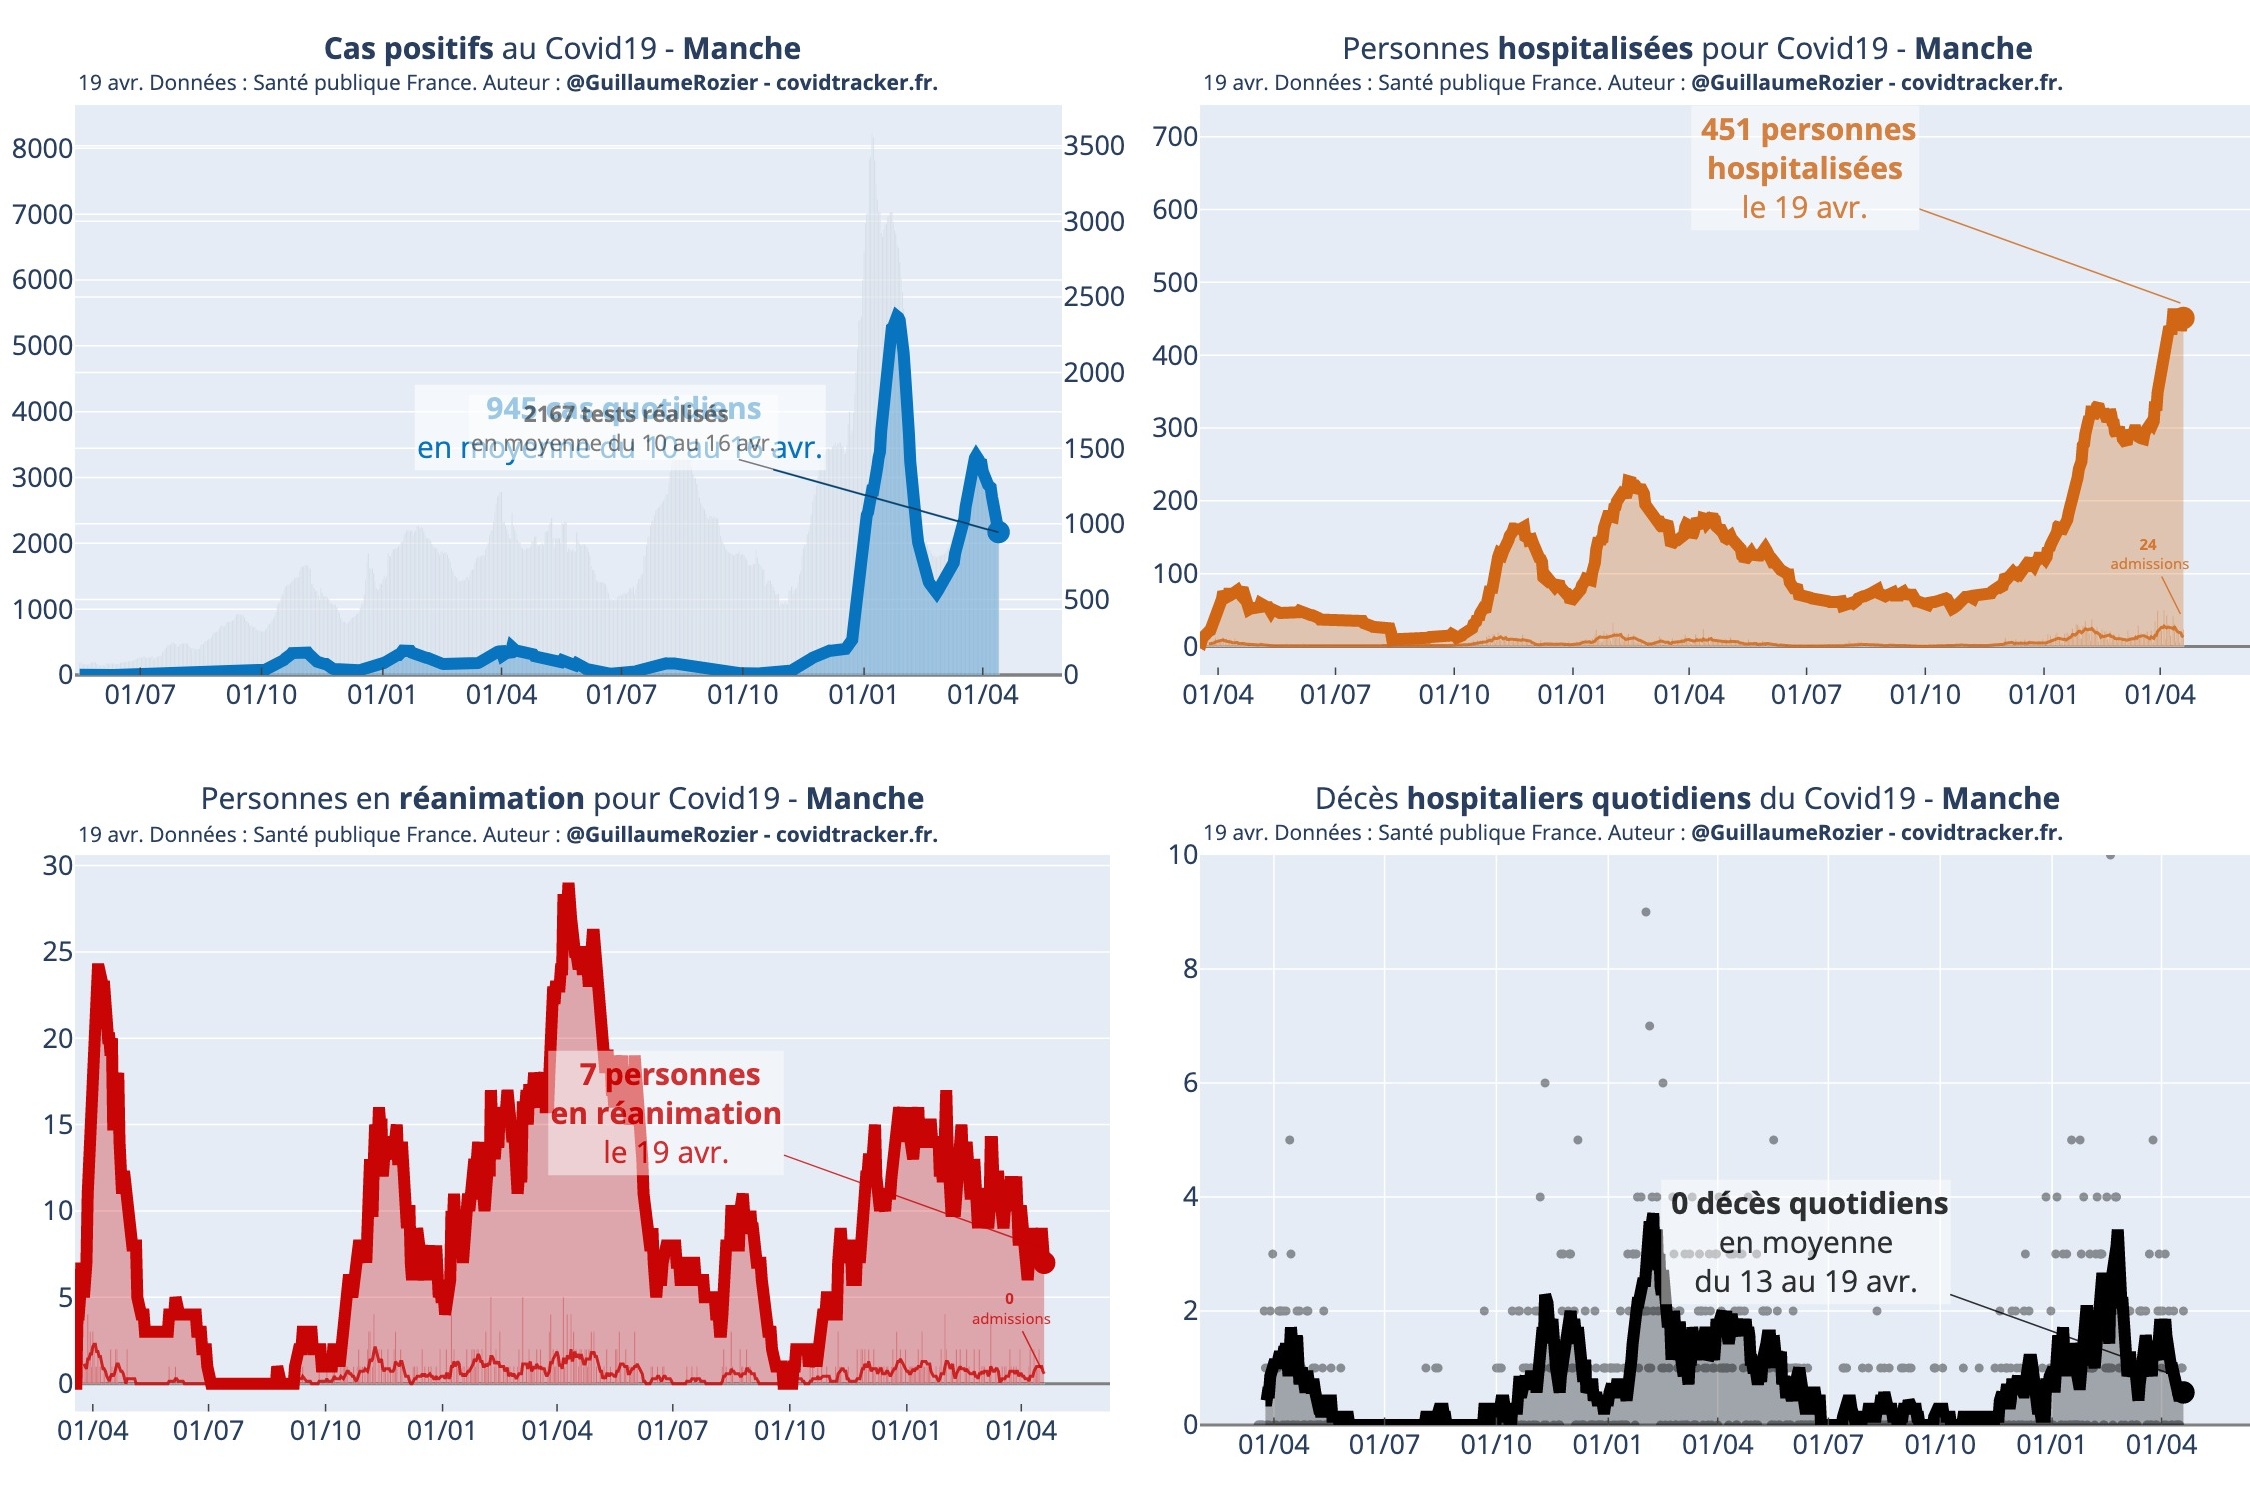 Cas positifs au Covid19 - Manche
19 avr. Données : Santé publique France. Auteur : @GuillaumeRozier - covidtracker.fr.
8000
7000
6000
5000
4000
3000
2000
1000
0
3500
3000
2500
2000
1500
1000
500
0
945 cas quotidiens
en moyenne du 10 au 16 avr.
2167 tests réalisés
en moyenne du 10 au 16 avr.
01/07 01/10 01/01 01/04 01/07 01/10 01/01 01/04
Personnes hospitalisées pour Covid19 - Manche
19 avr. Données : Santé publique France. Auteur : @GuillaumeRozier - covidtracker.fr.
700
600
500
400
300
200
100
0
451 personnes
hospitalisées
le 19 avr.
24
admissions
01/04 01/07 01/10 01/01 01/04 01/07 01/10 01/01 01/04
Personnes en réanimation pour Covid19 - Manche
19 avr. Données : Santé publique France. Auteur : @GuillaumeRozier - covidtracker.fr.
30
25
20
15
10
5
0
7 personnes
en réanimation
le 19 avr.
0
admissions
01/04 01/07 01/10 01/01 01/04 01/07 01/10 01/01 01/04
Décès hospitaliers quotidiens du Covid19 - Manche
19 avr. Données : Santé publique France. Auteur : @GuillaumeRozier - covidtracker.fr.
10
8
6
4
2
0
0 décès quotidiens
en moyenne
du 13 au 19 avr.
01/04 01/07 01/10 01/01 01/04 01/07 01/10 01/01 01/04